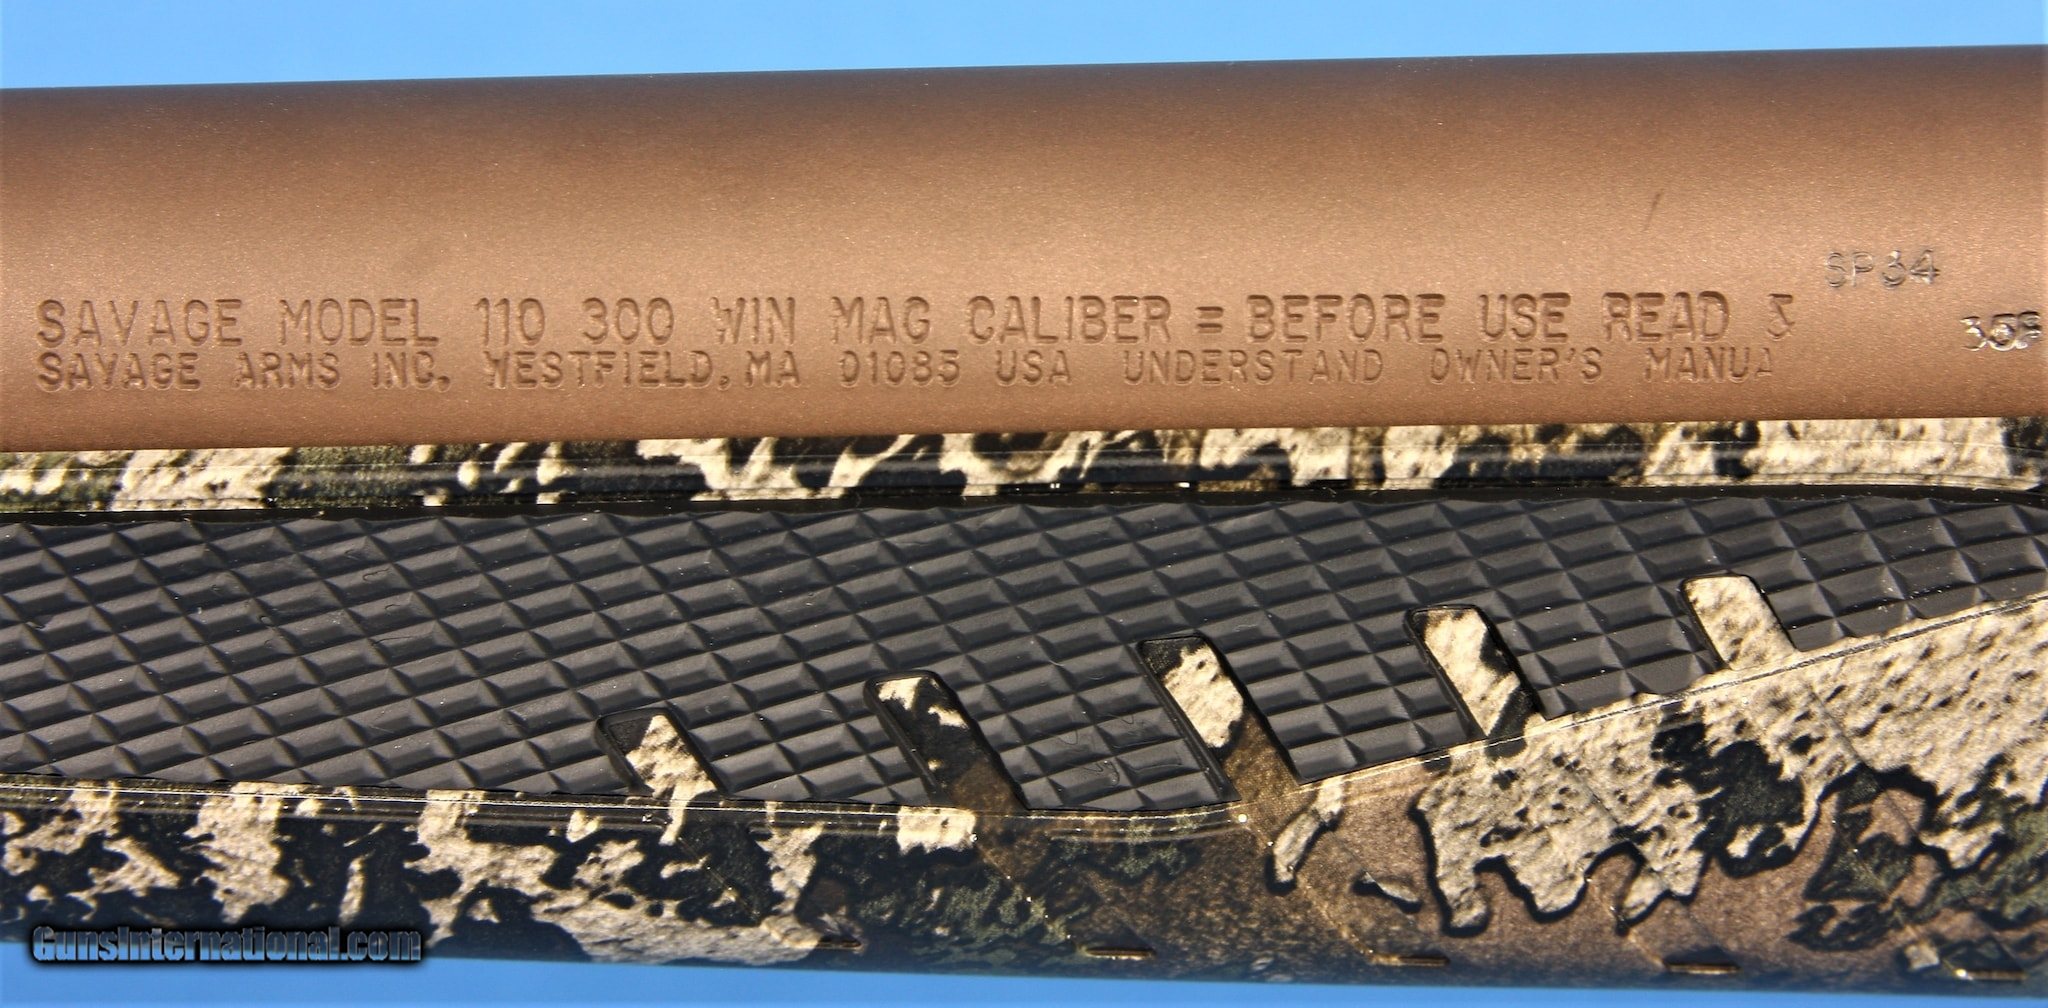 SAVAGE MODEL 110 300 WIN MAG CALIBER = BEFORE USE READ &
SAVAGE ARMS INC. WESTFIELD, MA 01085 USA UNDERSTAND OWNER'S MANUA
SP34
GunsInternational.com